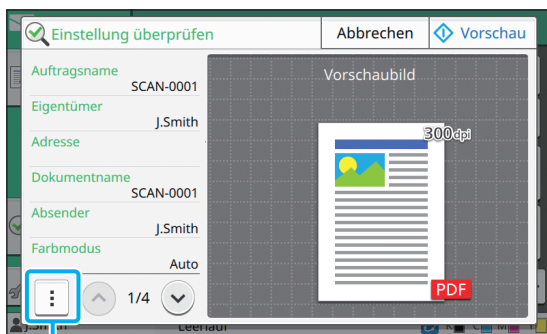 Einstellung überprüfen
Abbrechen
Vorschau
Auftragsname
SCAN-0001
Eigentümer
J.Smith
Adresse
Dokumentname
SCAN-0001
Absender
J.Smith
Farbmodus
Auto
1/4
Vorschaubild
300dpi
PDF
J.Smith
Leerlauf
K C M Y